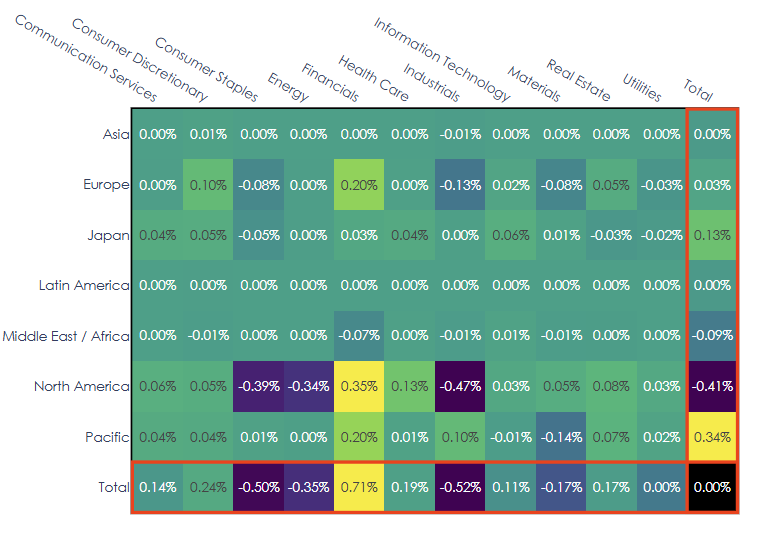 Communication Services
Consumer Discretionary
Consumer Staples
Energy
Financials
Health Care
Industrials
Information Technology
Materials
Real Estate
Utilities
Total
Asia 0.00% 0.01% 0.00% 0.00% 0.00% 0.00% -0.01% 0.00% 0.00% 0.00% 0.00% 0.00%
Europe 0.00% 0.10% -0.08% 0.00% 0.20% 0.00% -0.13% 0.02% -0.08% 0.05% -0.03% 0.03%
Japan 0.04% 0.05% -0.05% 0.00% 0.03% 0.04% 0.00% 0.06% 0.01% -0.03% -0.02% 0.13%
Latin America 0.00% 0.00% 0.00% 0.00% 0.00% 0.00% 0.00% 0.00% 0.00% 0.00% 0.00% 0.00%
Middle East / Africa 0.00% -0.01% 0.00% 0.00% -0.07% 0.00% -0.01% 0.01% -0.01% 0.00% 0.00% -0.09%
North America 0.06% 0.05% -0.39% -0.34% 0.35% 0.13% -0.47% 0.03% 0.05% 0.08% 0.03% -0.41%
Pacific 0.04% 0.04% 0.01% 0.00% 0.20% 0.01% 0.10% -0.01% -0.14% 0.07% 0.02% 0.34%
Total 0.14% 0.24% -0.50% -0.35% 0.71% 0.19% -0.52% 0.11% -0.17% 0.17% 0.00% 0.00%